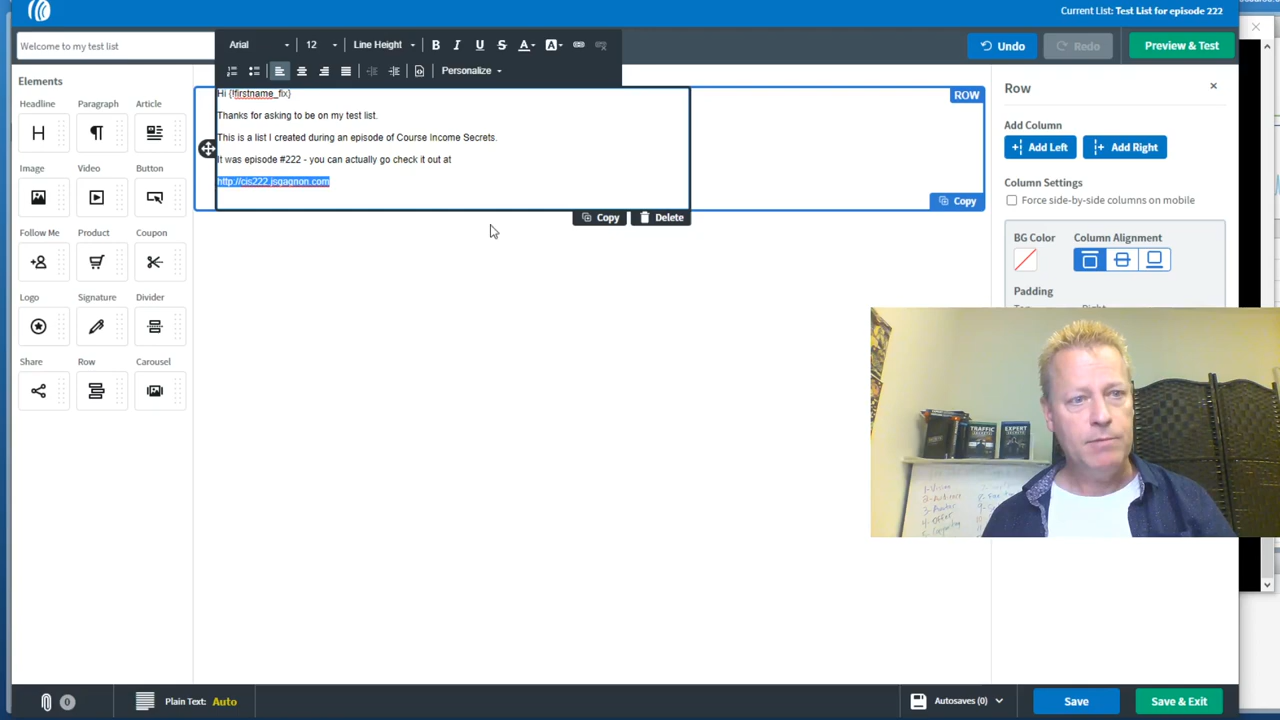 Current List: Test List for episode 222
Welcome to my test list
Arial
12
Line Height
B
I
U
S
A
A
Undo
Redo
Preview & Test
Personalize
Elements
Headline
Paragraph
Article
H
Image
Video
Button
Follow Me
Product
Coupon
Logo
Signature
Divider
Share
Row
Carousel
Hi {!firstname_fix}
Thanks for asking to be on my test list.
This is a list I created during an episode of Course Income Secrets.
It was episode #222 - you can actually go check it out at
http://cis222.jsgagnon.com
ROW
Copy
Copy
Delete
Row
Add Column
Add Left
Add Right
Column Settings
Force side-by-side columns on mobile
BG Color
Column Alignment
Padding
TRAFFIC
SECRETS
EXPERT
SECRETS
0
Plain Text: Auto
Autosaves (0)
Save
Save & Exit